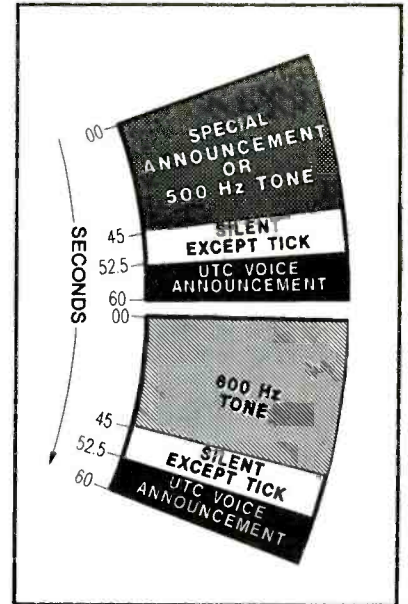 00
SPECIAL
ANNOUNCEMENT
OR
500 Hz TONE
45
SILENT
EXCEPT TICK
52.5
UTC VOICE
ANNOUNCEMENT
60
SECONDS
00
600 Hz
TONE
45
SILENT
EXCEPT TICK
52.5
UTC VOICE
ANNOUNCEMENT
60